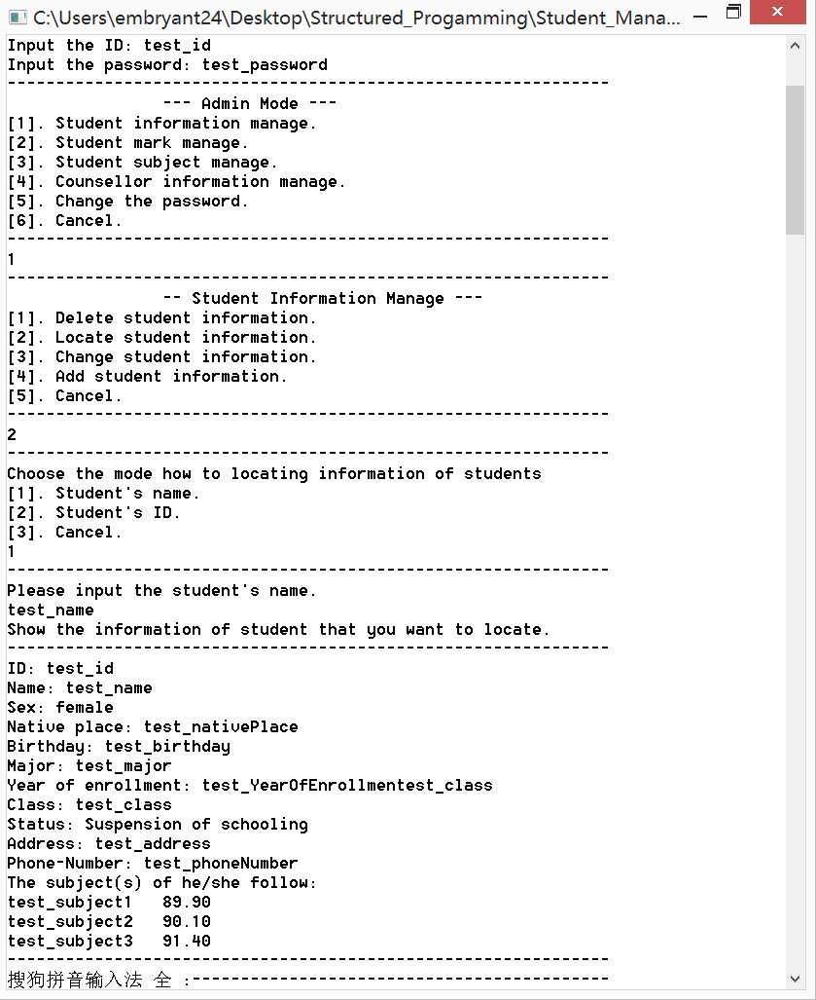 C:\Users\embryant24\Desktop\Structured_Progamming\Student_Mana...
Input the ID: test_id
Input the password: test_password
--------------------------------------------------------------
--- Admin Mode ---
[1]. Student information manage.
[2]. Student mark manage.
[3]. Student subject manage.
[4]. Counsellor information manage.
[5]. Change the password.
[6]. Cancel.
--------------------------------------------------------------
1
--------------------------------------------------------------
-- Student Information Manage ---
[1]. Delete student information.
[2]. Locate student information.
[3]. Change student information.
[4]. Add student information.
[5]. Cancel.
--------------------------------------------------------------
2
--------------------------------------------------------------
Choose the mode how to locating information of students
[1]. Student's name.
[2]. Student's ID.
[3]. Cancel.
1
--------------------------------------------------------------
Please input the student's name.
test_name
Show the information of student that you want to locate.
--------------------------------------------------------------
ID: test_id
Name: test_name
Sex: female
Native place: test_nativePlace
Birthday: test_birthday
Major: test_major
Year of enrollment: test_YearOfEnrollmentest_class
Class: test_class
Status: Suspension of schooling
Address: test_address
Phone-Number: test_phoneNumber
The subject(s) of he/she follow:
test_subject1   89.90
test_subject2   90.10
test_subject3   91.40
--------------------------------------------------------------
搜狗拼音输入法 全 :-------------------------------------------